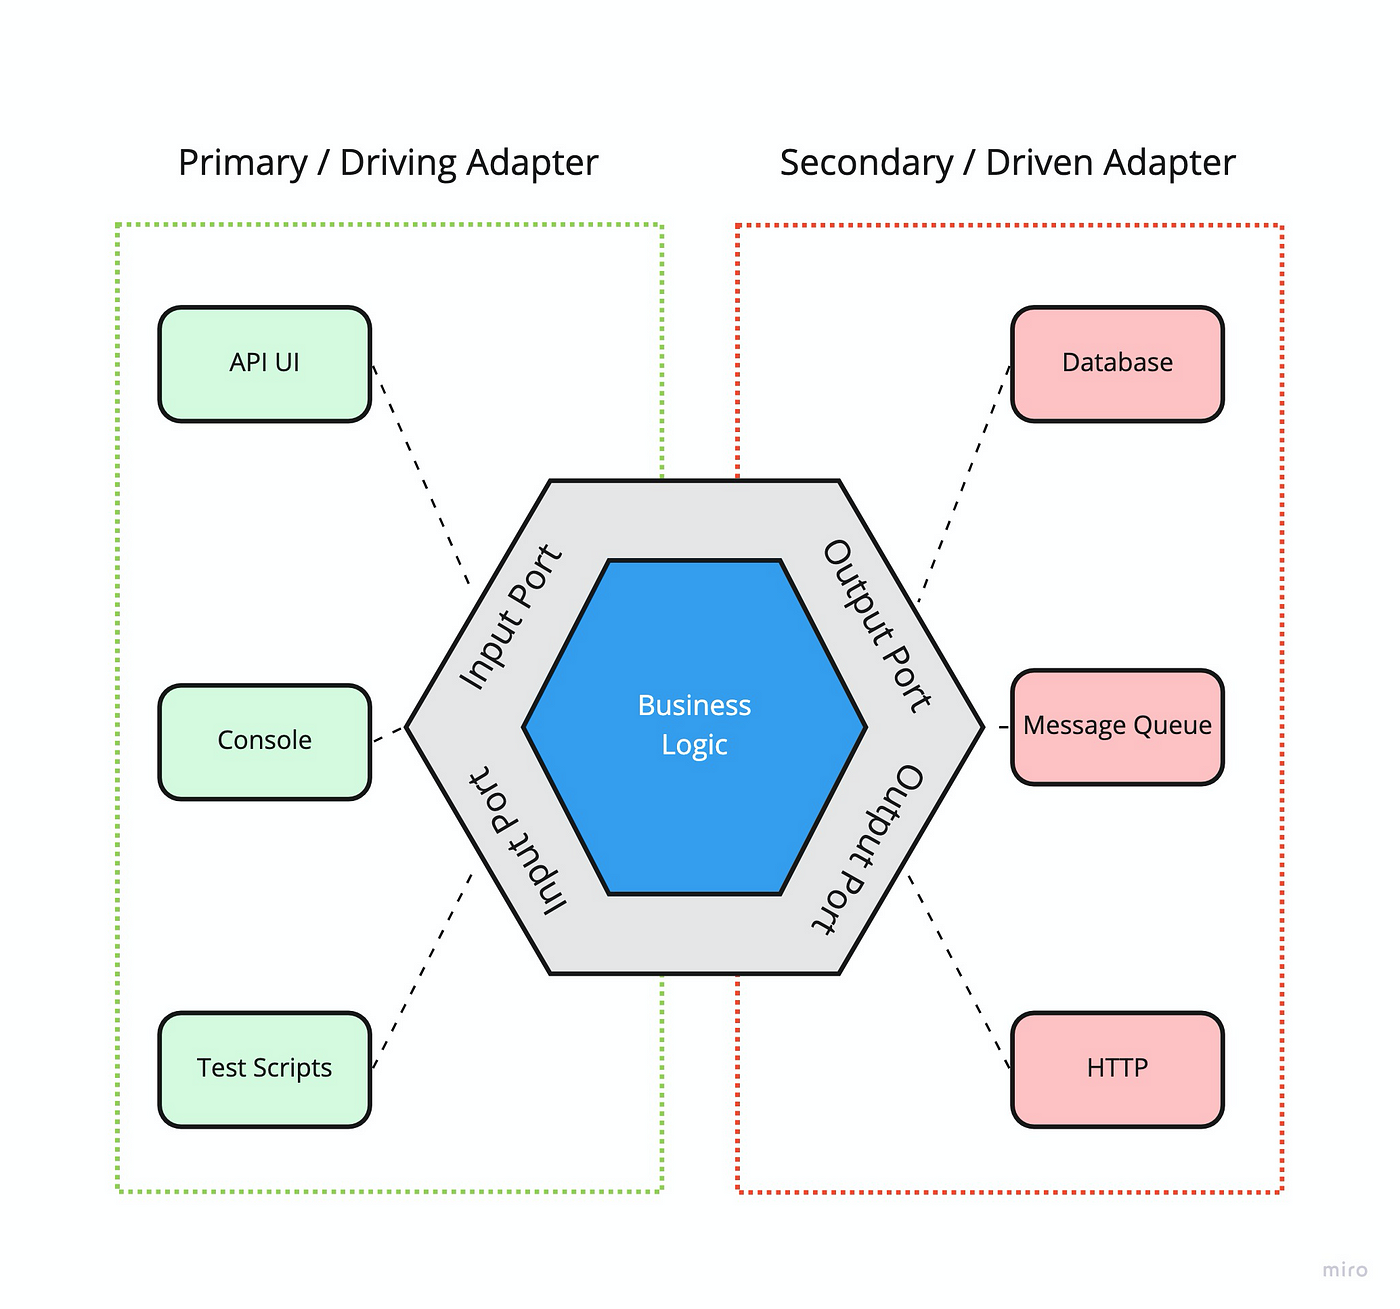 Primary / Driving Adapter
Secondary / Driven Adapter
API UI
Database
Input Port
Output Port
Business
Logic
Console
Message Queue
Input Port
Output Port
Test Scripts
HTTP
miro